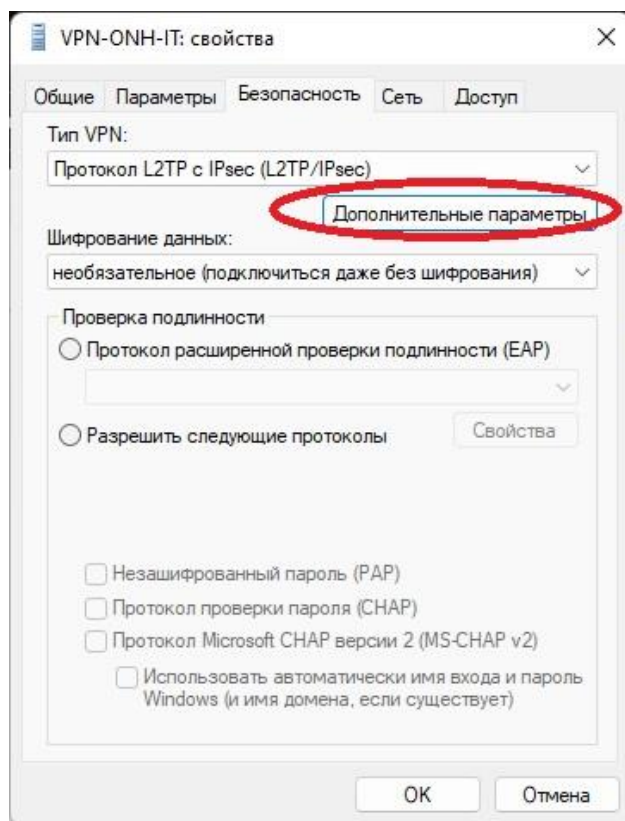 VPN-ONH-IT: свойства
Общие Параметры Безопасность Сеть Доступ
Тип VPN:
Протокол L2TP с IPsec (L2TP/IPsec)
Дополнительные параметры
Шифрование данных:
необязательное (подключиться даже без шифрования)
Проверка подлинности
Протокол расширенной проверки подлинности (EAP)
Разрешить следующие протоколы
Свойства
Незашифрованный пароль (PAP)
Протокол проверки пароля (CHAP)
Протокол Microsoft CHAP версии 2 (MS-CHAP v2)
Использовать автоматически имя входа и пароль
Windows (и имя домена, если существует)
OK Отмена